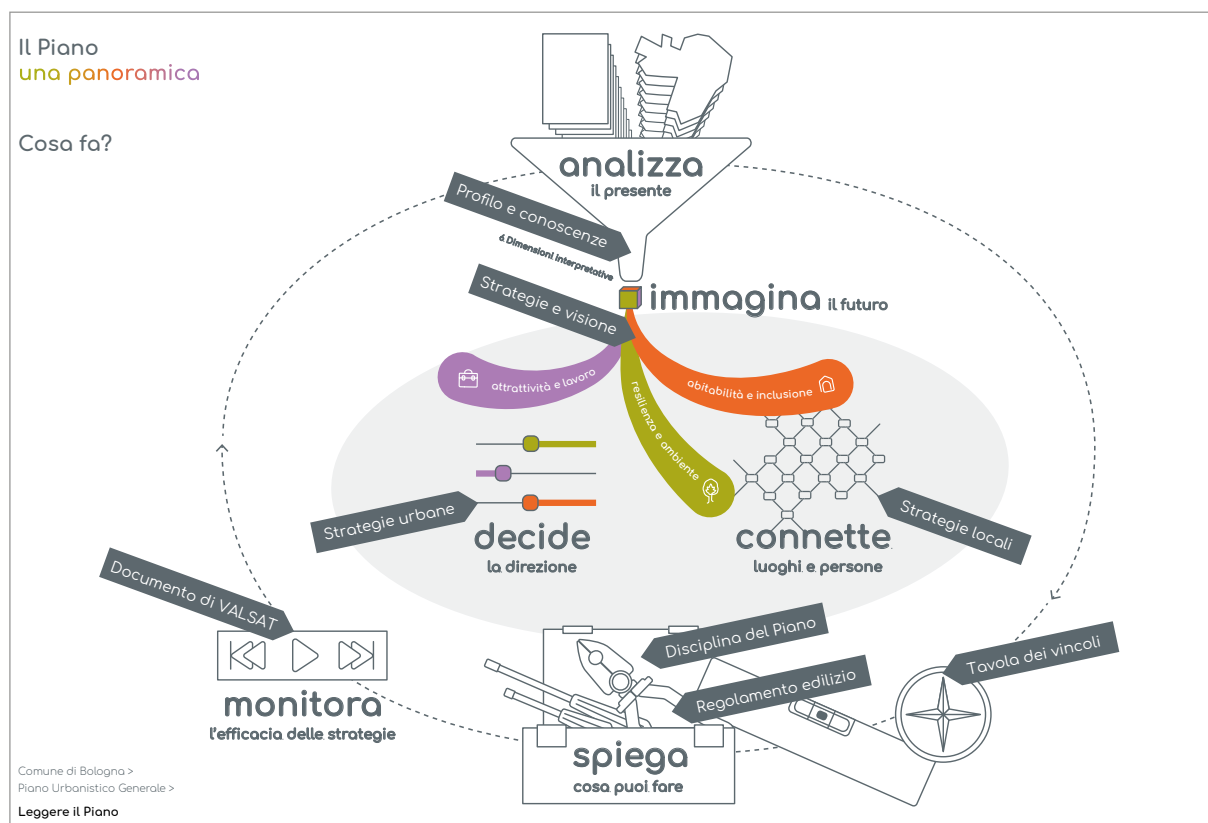 Il Piano
una panoramica
Cosa fa?
analizza
il presente
Profilo e conoscenze
6 Dimensioni interpretative
Strategie e visione
immagina il futuro
attrattività e lavoro
resilienza e ambiente
abitabilità e inclusione
Strategie urbane
decide
la direzione
connette
luoghi e persone
Strategie locali
Documento di VALSAT
monitora
l'efficacia delle strategie
Disciplina del Piano
Regolamento edilizio
Tavola dei vincoli
spiega
cosa puoi fare
Comune di Bologna >
Piano Urbanistico Generale >
Leggere il Piano